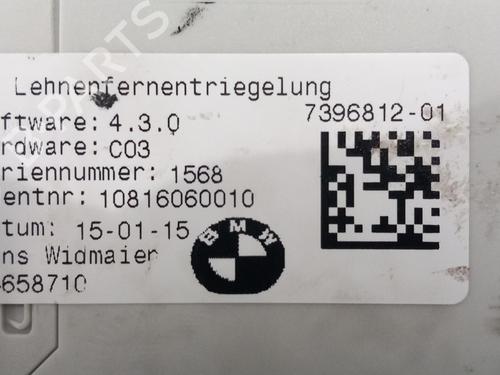 Lehnenfernentriegelung
oftware: 4.3.0
7396812-01
rdware: C03
riennummer: 1568
entnr: 10816060010
tum: 15-01-15
ns Widmaier
658710
BMW